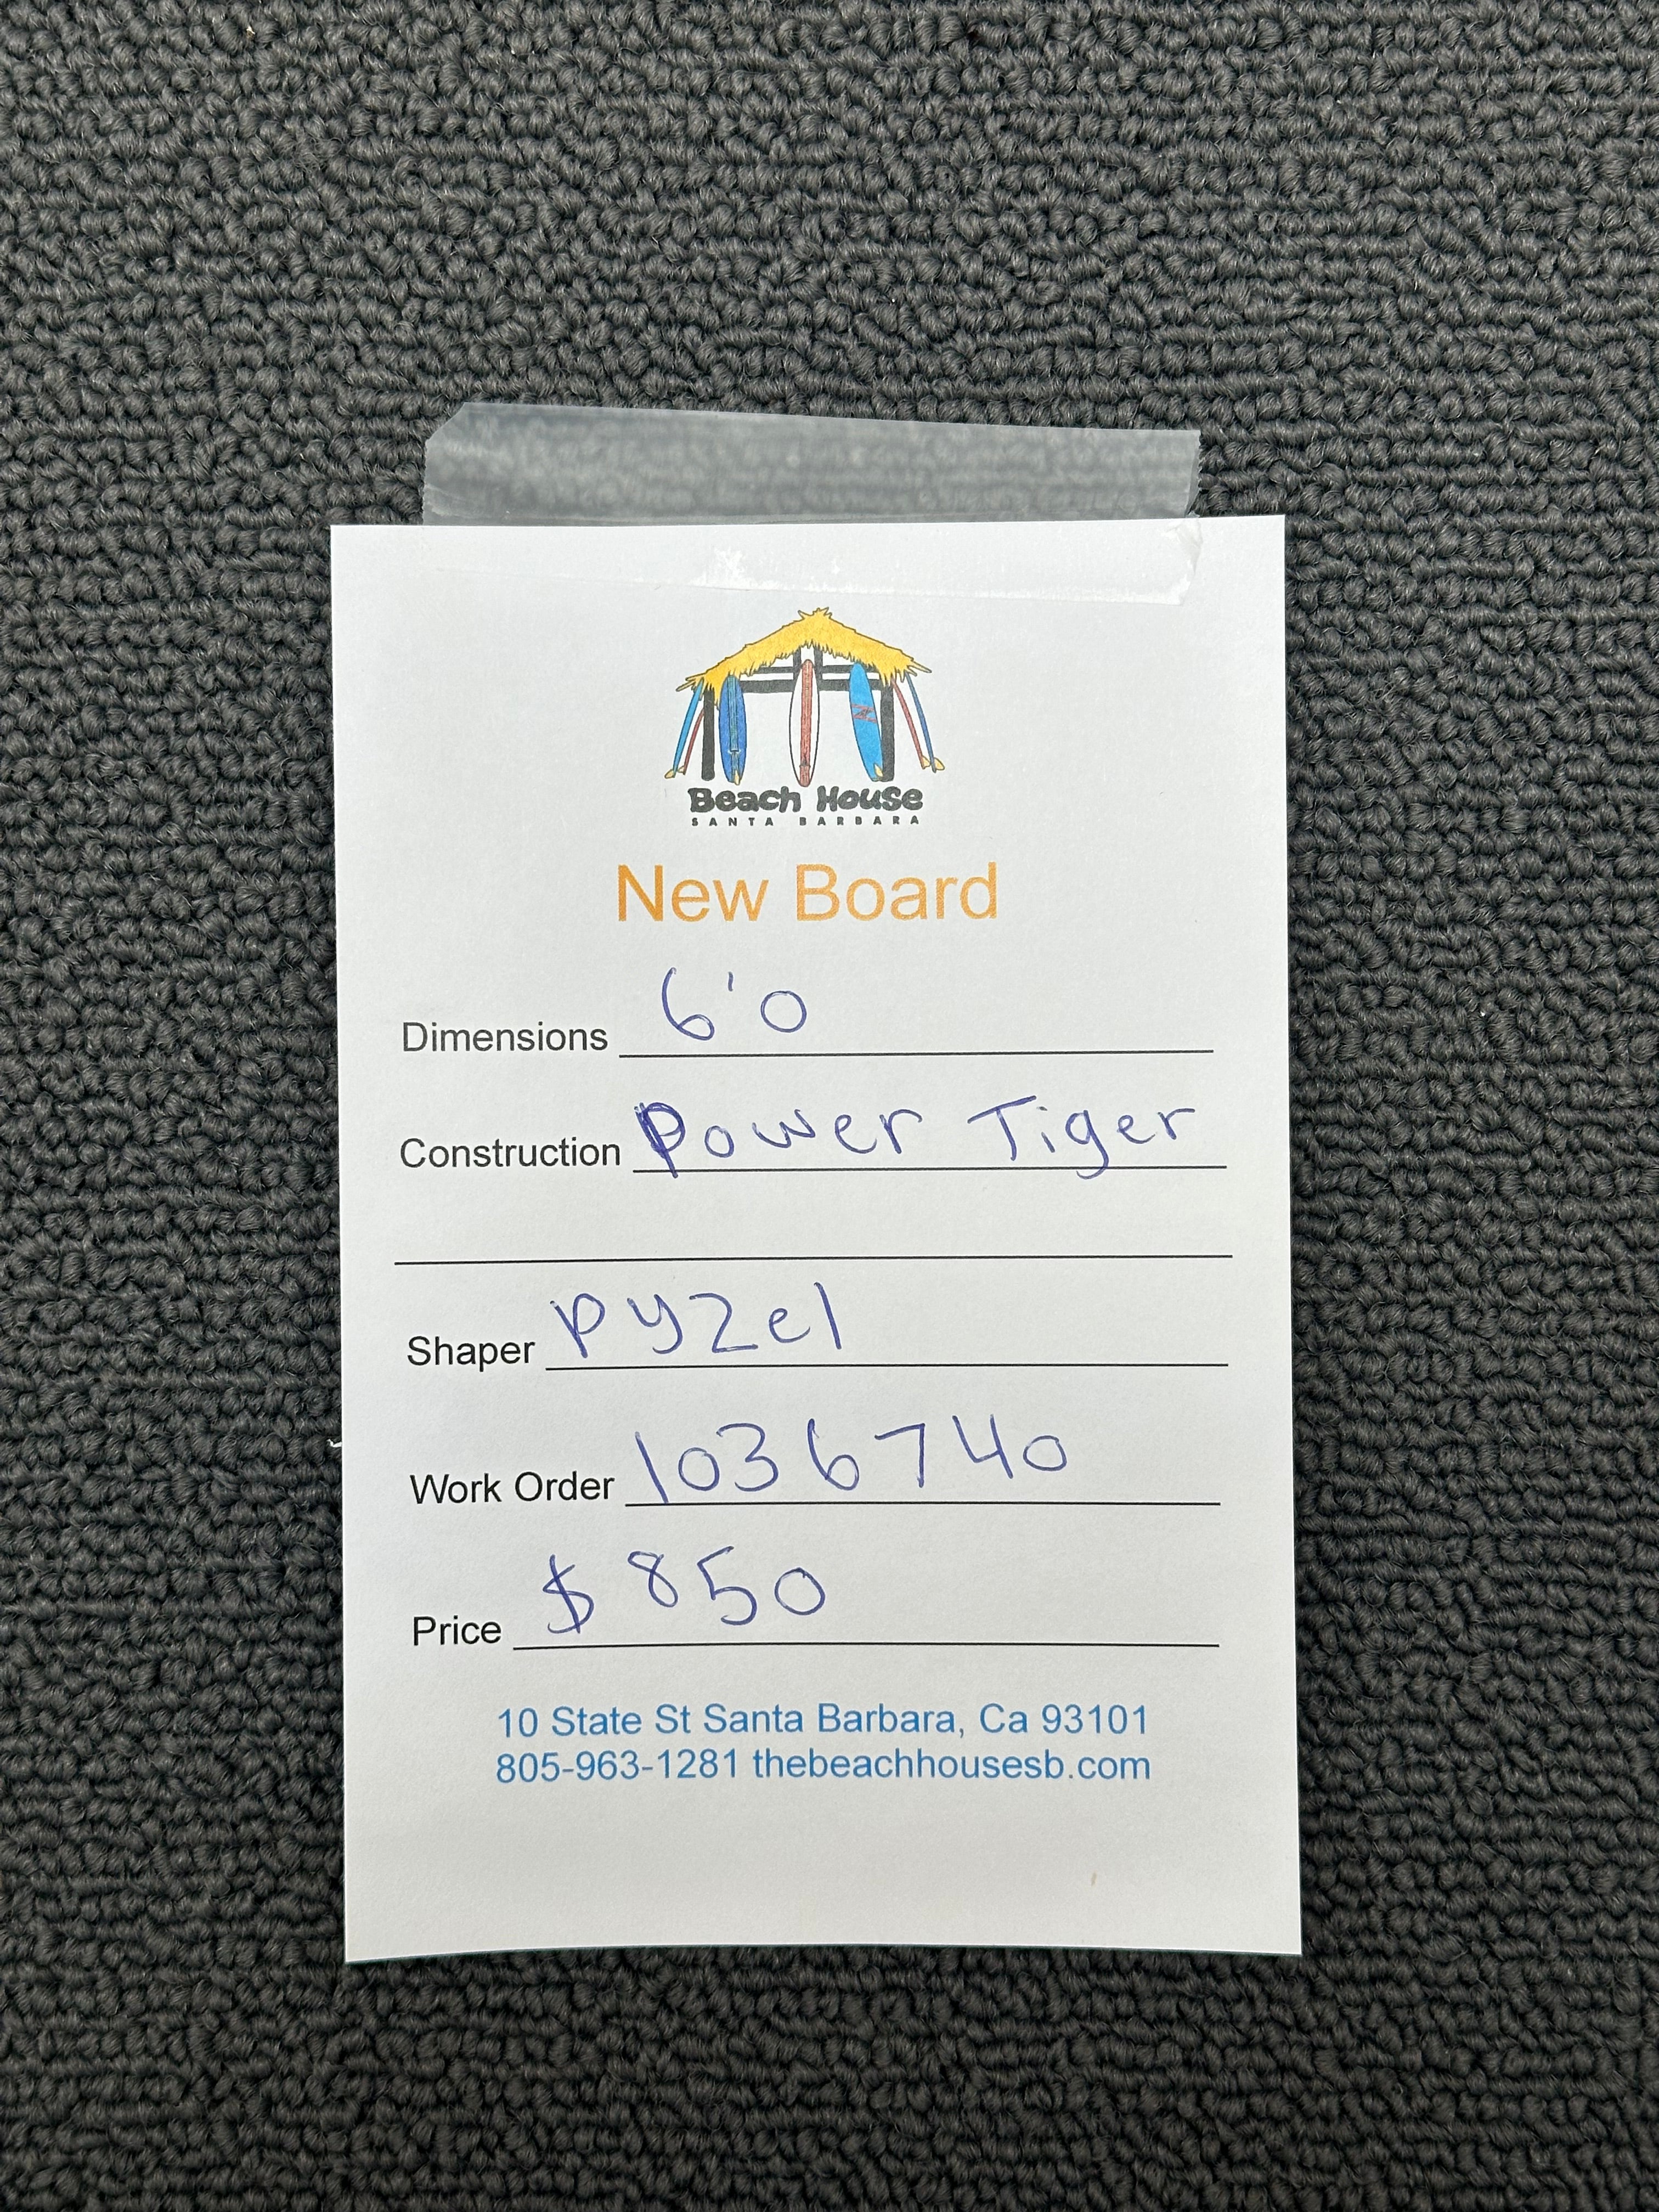 Beach House
SANTA BARBARA
New Board
Dimensions 6'0
Construction Power Tiger
Shaper Pyzel
Work Order 1036740
Price $850
10 State St Santa Barbara, Ca 93101
805-963-1281 thebeachhousesb.com